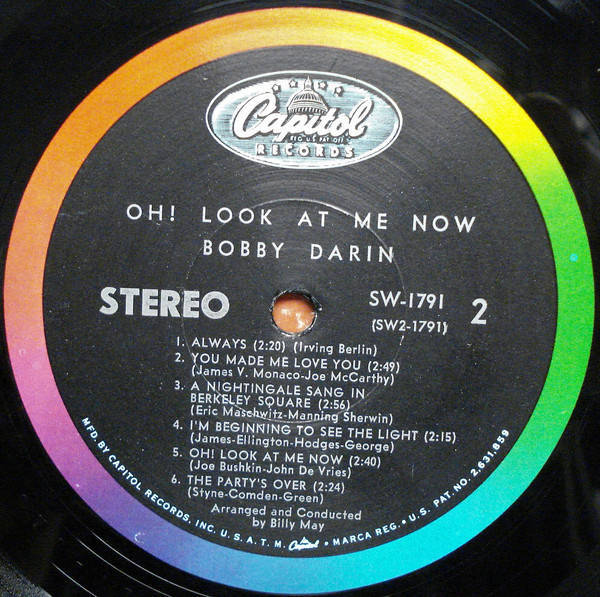 Capitol
REG. U.S. PAT. OFF.
RECORDS
OH! LOOK AT ME NOW
BOBBY DARIN
STEREO
SW-1791
(SW2-1791)
2
1. ALWAYS (2:20) (Irving Berlin)
2. YOU MADE ME LOVE YOU (2:49)
(James V. Monaco-Joe McCarthy)
3. A NIGHTINGALE SANG IN
BERKELEY SQUARE (2:56)
(Eric Maschwitz-Manning Sherwin)
4. I'M BEGINNING TO SEE THE LIGHT (2:15)
(James-Ellington-Hodges-George)
5. OH! LOOK AT ME NOW (2:40)
(Joe Bushkin-John De Vries)
6. THE PARTY'S OVER (2:24)
(Styne-Comden-Green)
Arranged and Conducted
by Billy May
MFD. BY CAPITOL RECORDS, INC. U.S.A. T.M. Capitol • MARCA REG. • U.S. PAT. NO. 2,631,859